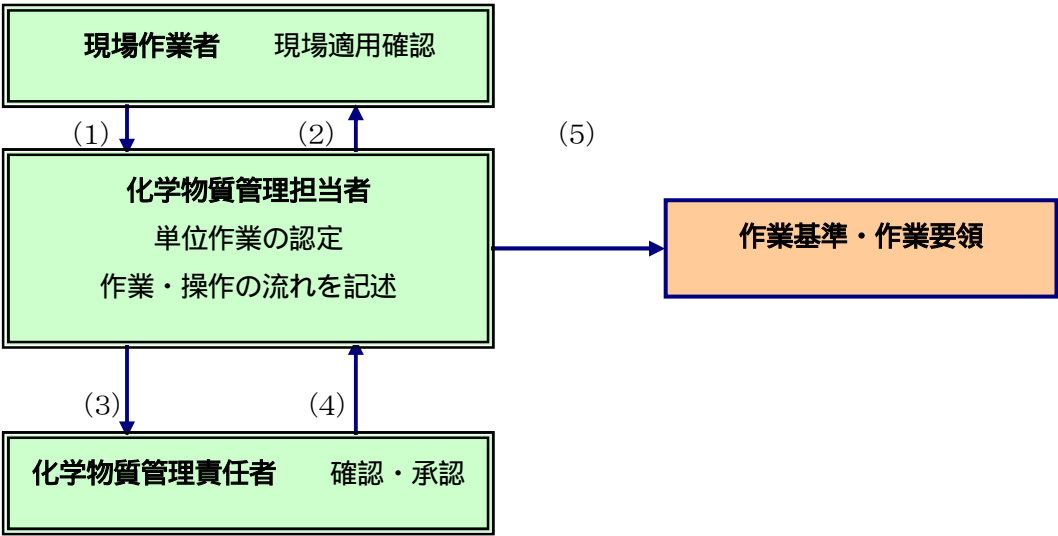 現場作業者　　現場適用確認
(1)
(2)
(5)
化学物質管理担当者
単位作業の認定
作業・操作の流れを記述
作業基準・作業要領
(3)
(4)
化学物質管理責任者　　確認・承認